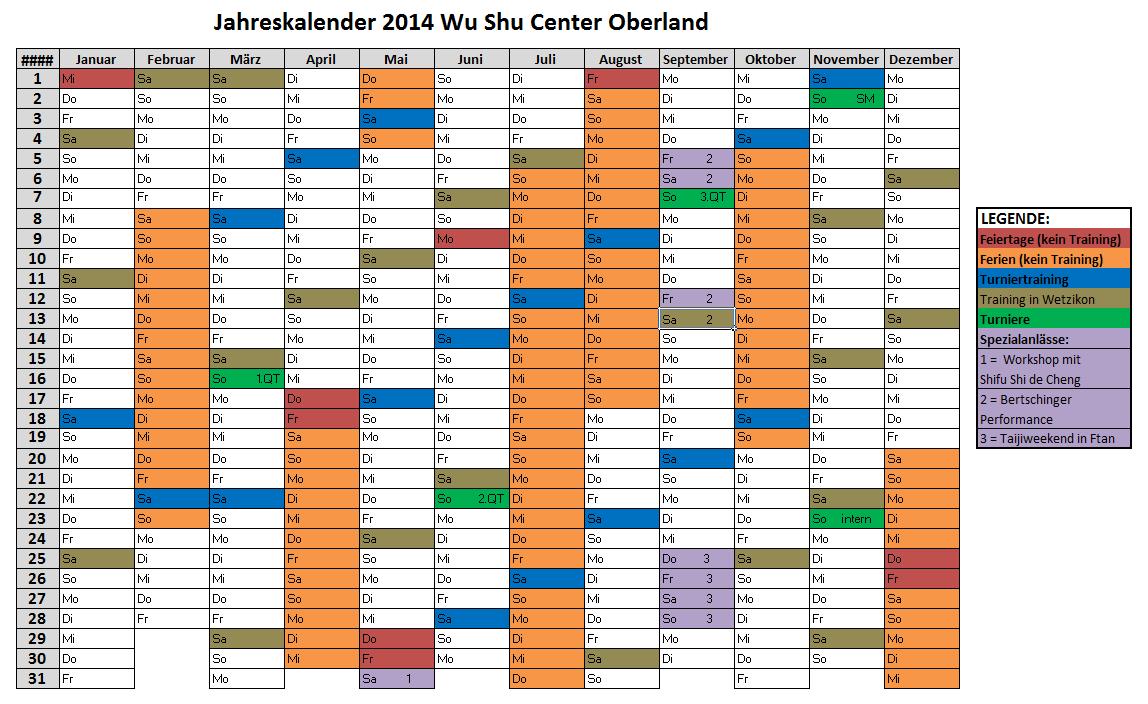 Jahreskalender 2014 Wu Shu Center Oberland
#### Januar Februar März April Mai Juni Juli August September Oktober November Dezember
1 Mi Sa Sa Di Do So Di Fr Mo Mi Sa Mo
2 Do So So Mi Fr Mo Mi Sa Di Do So SM Di
3 Fr Mo Mo Do Sa Di Do So Mi Fr Mo Mi
4 Sa Di Di Fr So Mi Fr Mo Do Sa Di Do
5 So Mi Mi Sa Mo Do Sa Di Fr 2 So Mi Fr
6 Mo Do Do So Di Fr So Mi Sa 2 Mo Do Sa
7 Di Fr Fr Mo Mi Sa Mo Do So 3.QT Di Fr So
8 Mi Sa Sa Di Do So Di Fr Mo Mi Sa Mo
9 Do So So Mi Fr Mo Mi Sa Di Do So Di
10 Fr Mo Mo Do Sa Di Do So Mi Fr Mo Mi
11 Sa Di Di Fr So Mi Fr Mo Do Sa Di Do
12 So Mi Mi Sa Mo Do Sa Di Fr 2 So Mi Fr
13 Mo Do Do So Di Fr So Mi Sa 2 Mo Do Sa
14 Di Fr Fr Mo Mi Sa Mo Do So Di Fr So
15 Mi Sa Sa Di Do So Di Fr Mo Mi Sa Mo
16 Do So So 1.QT Mi Fr Mo Mi Sa Di Do So Di
17 Fr Mo Mo Do Sa Di Do So Mi Fr Mo Mi
18 Sa Di Di Fr So Mi Fr Mo Do Sa Di Do
19 So Mi Mi Sa Mo Do Sa Di Fr So Mi Fr
20 Mo Do Do So Di Fr So Mi Sa Mo Do Sa
21 Di Fr Fr Mo Mi Sa Mo Do So Di Fr So
22 Mi Sa Sa Di Do So 2.QT Di Fr Mo Mi Sa Mo
23 Do So So Mi Fr Mo Mi Sa Di Do So intern Di
24 Fr Mo Mo Do Sa Di Do So Mi Fr Mo Mi
25 Sa Di Di Fr So Mi Fr Mo Do 3 Sa Di Do
26 So Mi Mi Sa Mo Do Sa Di Fr 3 So Mi Fr
27 Mo Do Do So Di Fr So Mi Sa 3 Mo Do Sa
28 Di Fr Fr Mo Mi Sa Mo Do So 3 Di Fr So
29 Mi Sa Di Do So Di Fr Mo Mi Sa Mo
30 Do So Mi Fr Mo Mi Sa Di Do So Di
31 Fr Mo Sa 1 Do So Fr Mi
LEGENDE:
Feiertage (kein Training)
Ferien (kein Training)
Turniertraining
Training in Wetzikon
Turniere
Spezialanlässe:
1 = Workshop mit
Shifu Shi de Cheng
2 = Bertschinger
Performance
3 = Taijiweekend in Ftan